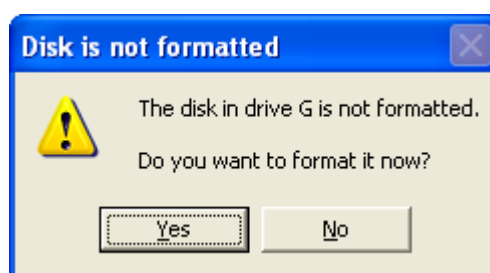 Disk is not formatted
The disk in drive G is not formatted.
Do you want to format it now?
Yes No